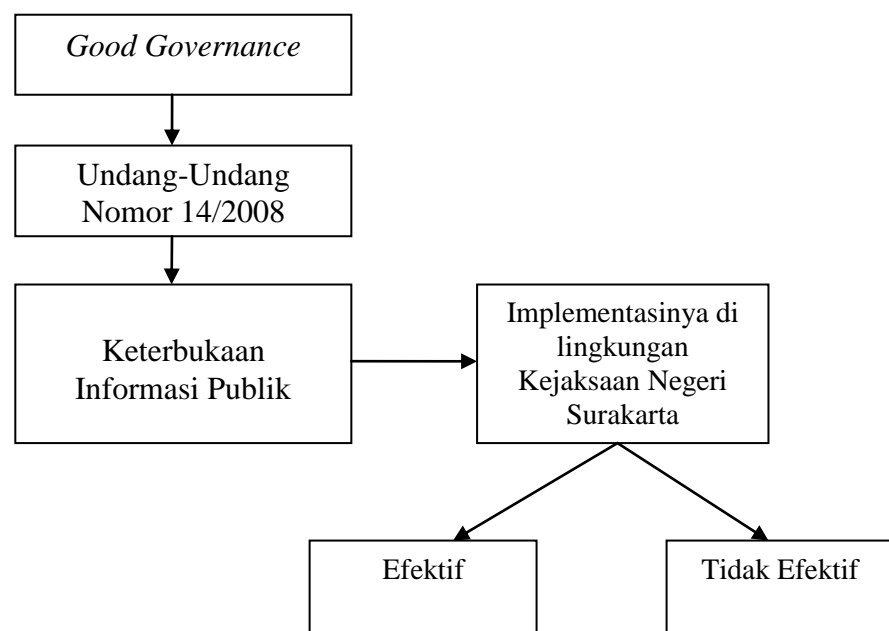 Good Governance
Undang-Undang
Nomor 14/2008
Keterbukaan
Informasi Publik
Implementasinya di
lingkungan
Kejaksaan Negeri
Surakarta
Efektif
Tidak Efektif